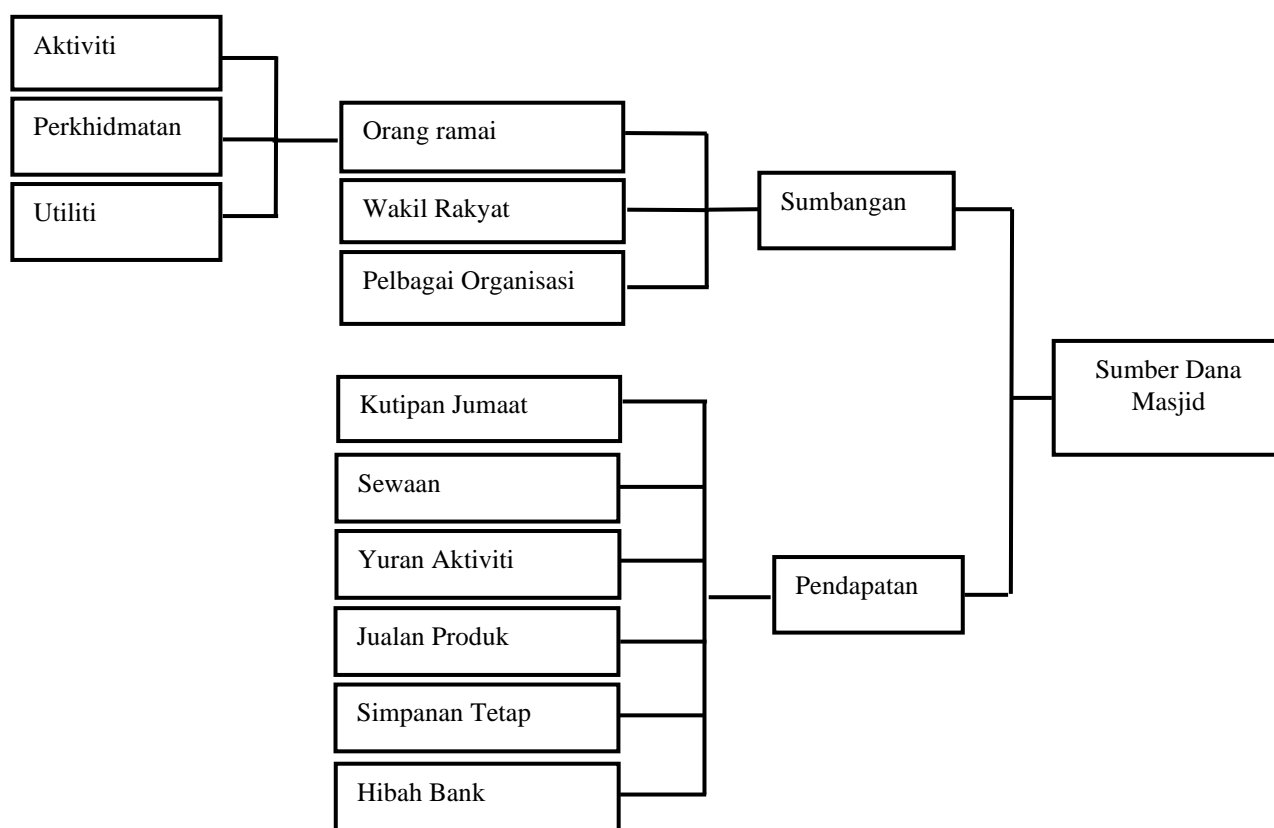 Aktiviti
Perkhidmatan
Utiliti
Orang ramai
Wakil Rakyat
Pelbagai Organisasi
Sumbangan
Kutipan Jumaat
Sewaan
Yuran Aktiviti
Jualan Produk
Simpanan Tetap
Hibah Bank
Pendapatan
Sumber Dana
Masjid